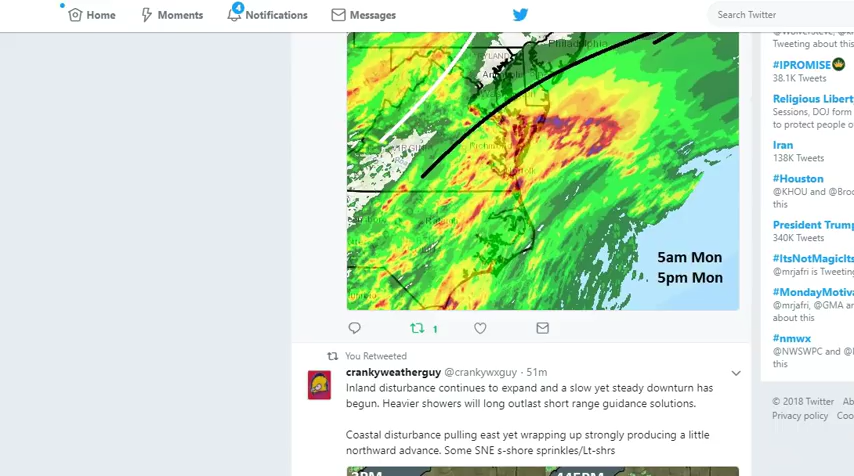 Home
Moments
4
Notifications
Messages
Search Twitter
Philadelphia
5am Mon
5pm Mon
1
You Retweeted
crankyweatherguy @crankywxguy · 51m
Inland disturbance continues to expand and a slow yet steady downturn has
begun. Heavier showers will long outlast short range guidance solutions.
Coastal disturbance pulling east yet wrapping up strongly producing a little
northward advance. Some SNE s-shore sprinkles/Lt-shrs
Tweeting about this
#IPROMISE
38.1K Tweets
Religious Libert
Sessions, DOJ form
to protect people o
Iran
138K Tweets
#Houston
@KHOU and @Broo
this
President Trump
340K Tweets
#ItsNotMagicIts
@mrjafri is Tweeting
#MondayMotiva
@mrjafri, @GMA an
about this
#nmwx
@NWSWPC and @
this
© 2018 Twitter Ab
Privacy policy Coo